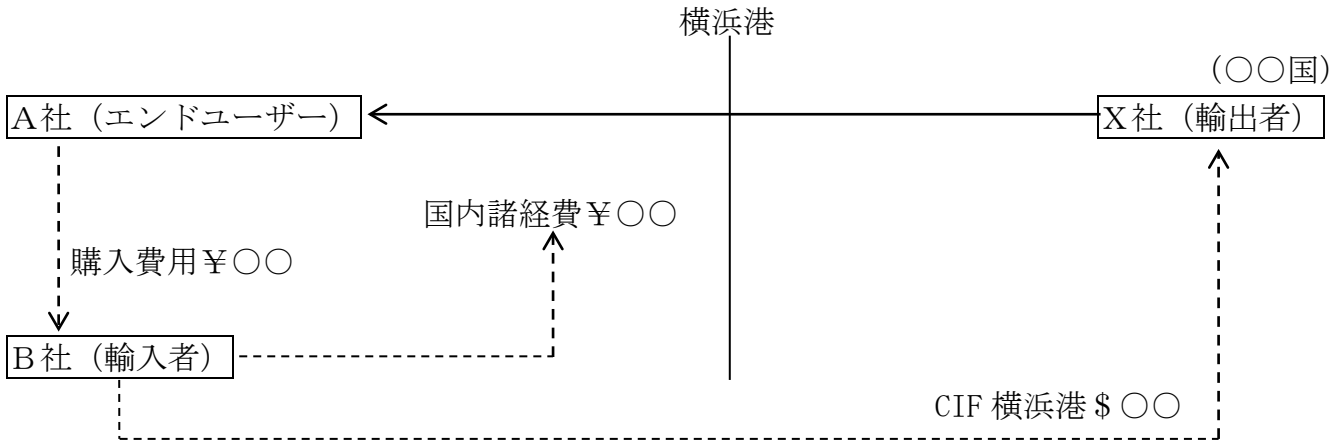 横浜港
(○○国)
A社(エンドユーザー)
X社(輸出者)
国内諸経費¥○○
購入費用¥○○
B社(輸入者)
CIF 横浜港$○○